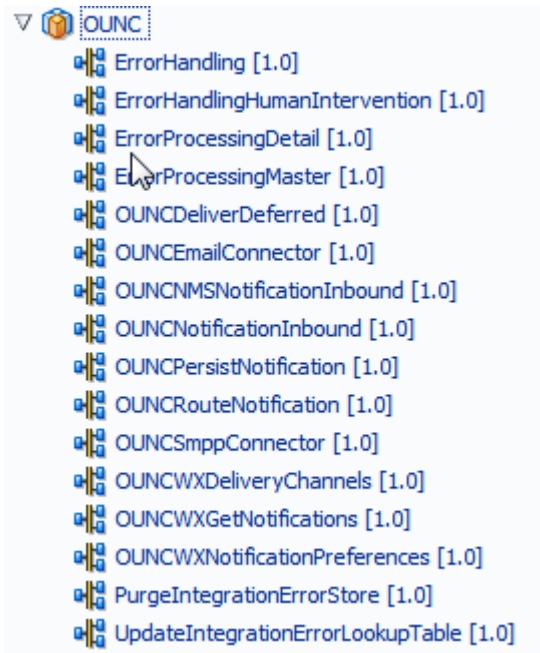 OUNC
ErrorHandling [1.0]
ErrorHandlingHumanIntervention [1.0]
ErrorProcessingDetail [1.0]
ErrorProcessingMaster [1.0]
OUNCDeliverDeferred [1.0]
OUNCEmailConnector [1.0]
OUNCNMSNotificationInbound [1.0]
OUNCNotificationInbound [1.0]
OUNCPersistNotification [1.0]
OUNCRouteNotification [1.0]
OUNCSmppConnector [1.0]
OUNCWXDeliveryChannels [1.0]
OUNCWXGetNotifications [1.0]
OUNCWXNotificationPreferences [1.0]
PurgeIntegrationErrorStore [1.0]
UpdateIntegrationErrorLookupTable [1.0]